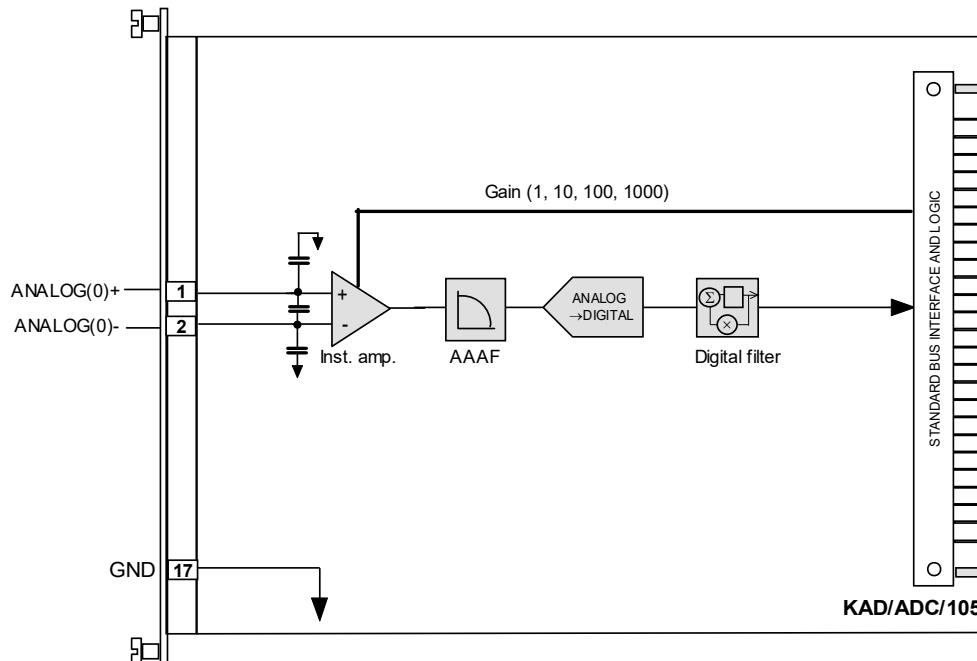 Gain (1, 10, 100, 1000)
ANALOG(0)+
1
ANALOG(0)-
2
+
-
Inst. amp.
AAAF
ANALOG
→DIGITAL
Σ
×
Digital filter
STANDARD BUS INTERFACE AND LOGIC
GND
17
KAD/ADC/105